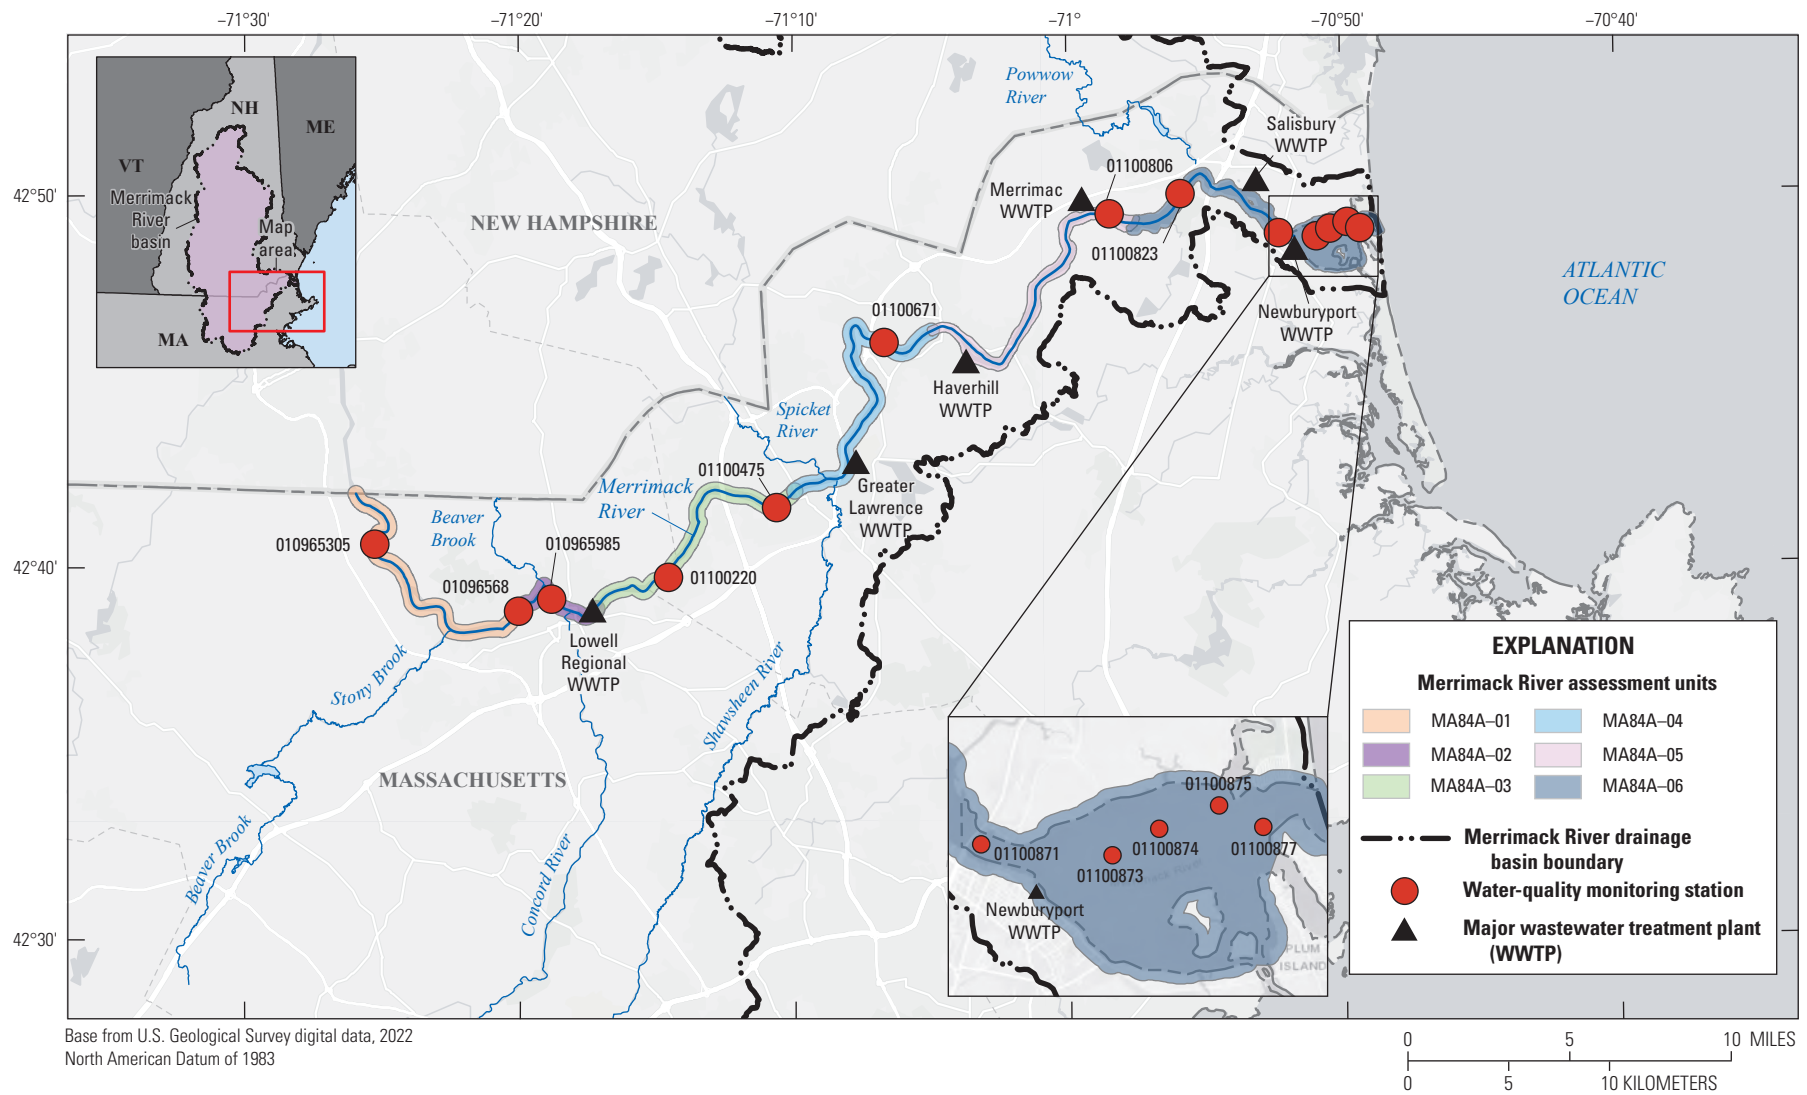 –71°30'
–71°20'
–71°10'
–71°
–70°50'
–70°40'
42°50'
42°40'
42°30'
NH
ME
VT
Merrimack
River
basin
Map
area
MA
NEW HAMPSHIRE
MASSACHUSETTS
ATLANTIC
OCEAN
Powwow
River
Salisbury
WWTP
01100806
Merrimac
WWTP
01100823
Newburyport
WWTP
01100671
Haverhill
WWTP
Spicket
River
01100475
Greater
Lawrence
WWTP
Merrimack
River
Beaver
Brook
010965305
010965985
01096568
01100220
Lowell
Regional
WWTP
Stony Brook
Shawsheen River
Beaver Brook
Concord River
01100875
01100871
01100874
01100877
01100873
Merrimack River
Newburyport
WWTP
PLUM
ISLAND
EXPLANATION
Merrimack River assessment units
MA84A–01
MA84A–02
MA84A–03
MA84A–04
MA84A–05
MA84A–06
Merrimack River drainage
basin boundary
Water-quality monitoring station
Major wastewater treatment plant
(WWTP)
Base from U.S. Geological Survey digital data, 2022
North American Datum of 1983
0 5 10 MILES
0 5 10 KILOMETERS